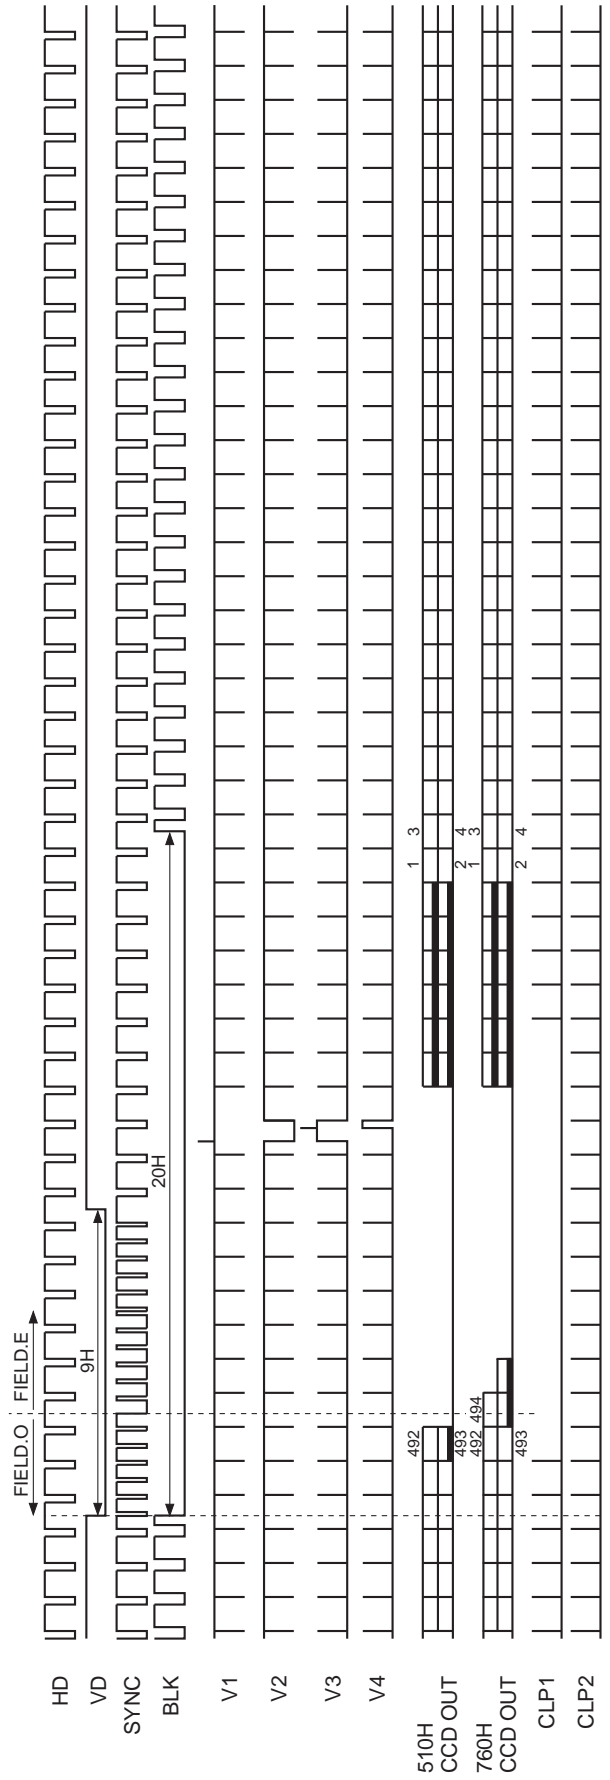 FIELD.O FIELD.E
9H
20H
492
493
492 494
493
1 3
2 4
1 3
2 4
HD
VD
SYNC
BLK
V1
V2
V3
V4
510H
CCD OUT
760H
CCD OUT
CLP1
CLP2